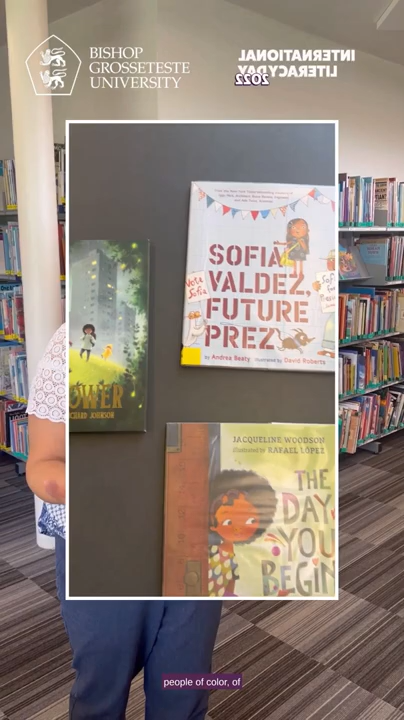 BISHOP
GROSSETESTE
UNIVERSITY
INTERNATIONAL
LITERACY DAY
2022
SOFIA
VALDEZ,
FUTURE
PREZ
Vote
Sofia
by Andrea Beaty illustrated by David Roberts
OWER
CHARD JOHNSON
JACQUELINE WOODSON
illustrated by RAFAEL LÓPEZ
THE
DAY
YOU
BEGIN
people of color, of